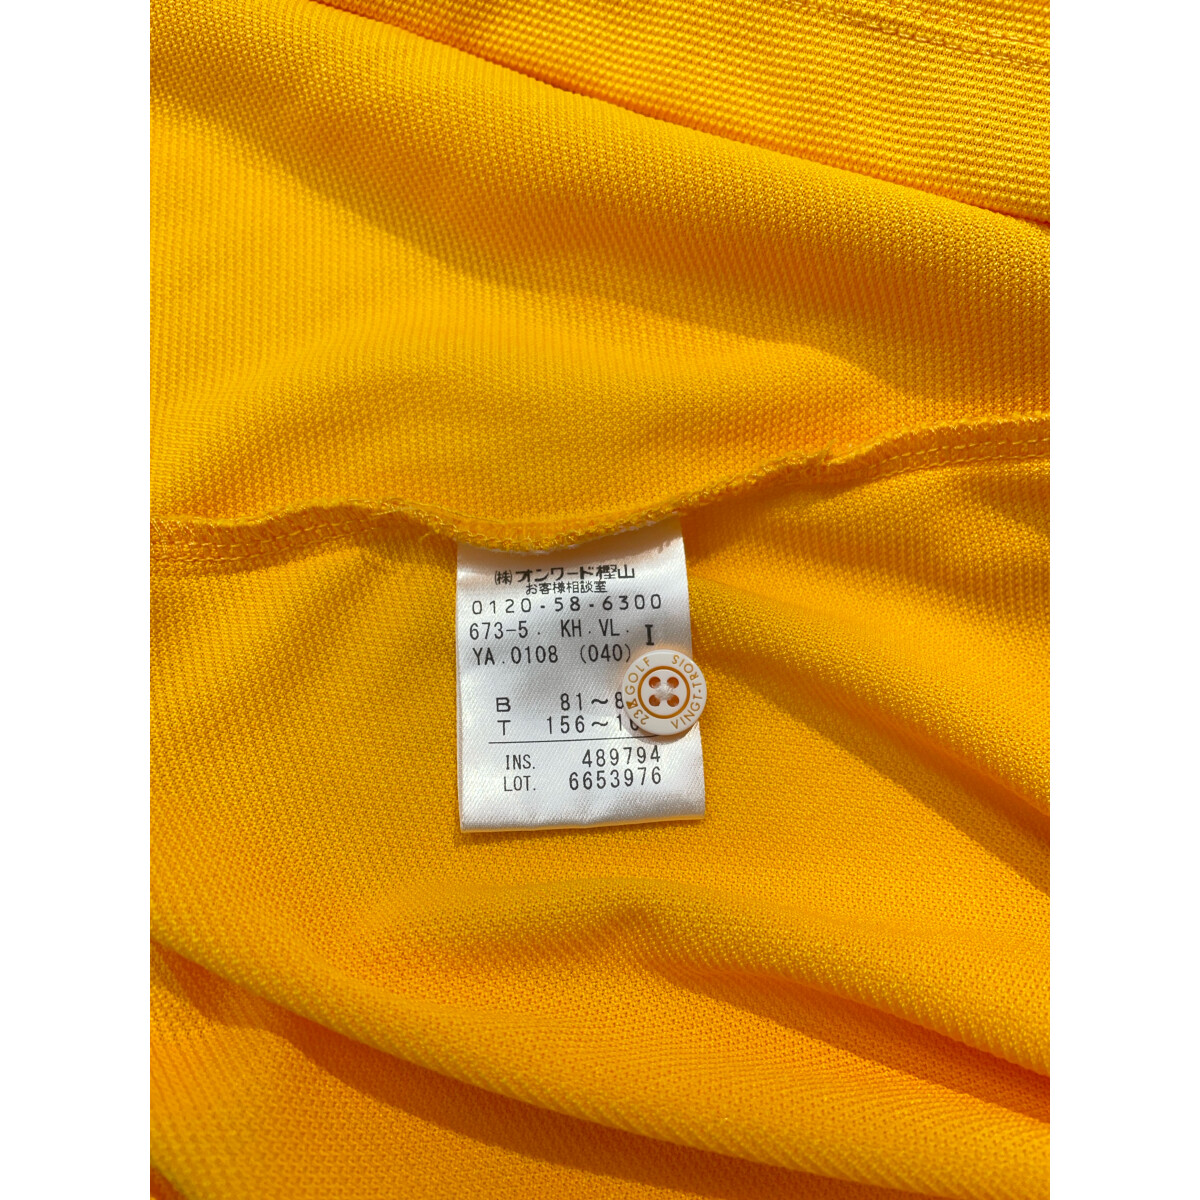 (株)オンワード樫山
お客様相談室
0120-58-6300
673-5. KH.VL. I
YA.0108 (040)
B 81～8
T 156～16
INS. 489794
LOT. 6653976
23区GOLF VINGT-TROIS